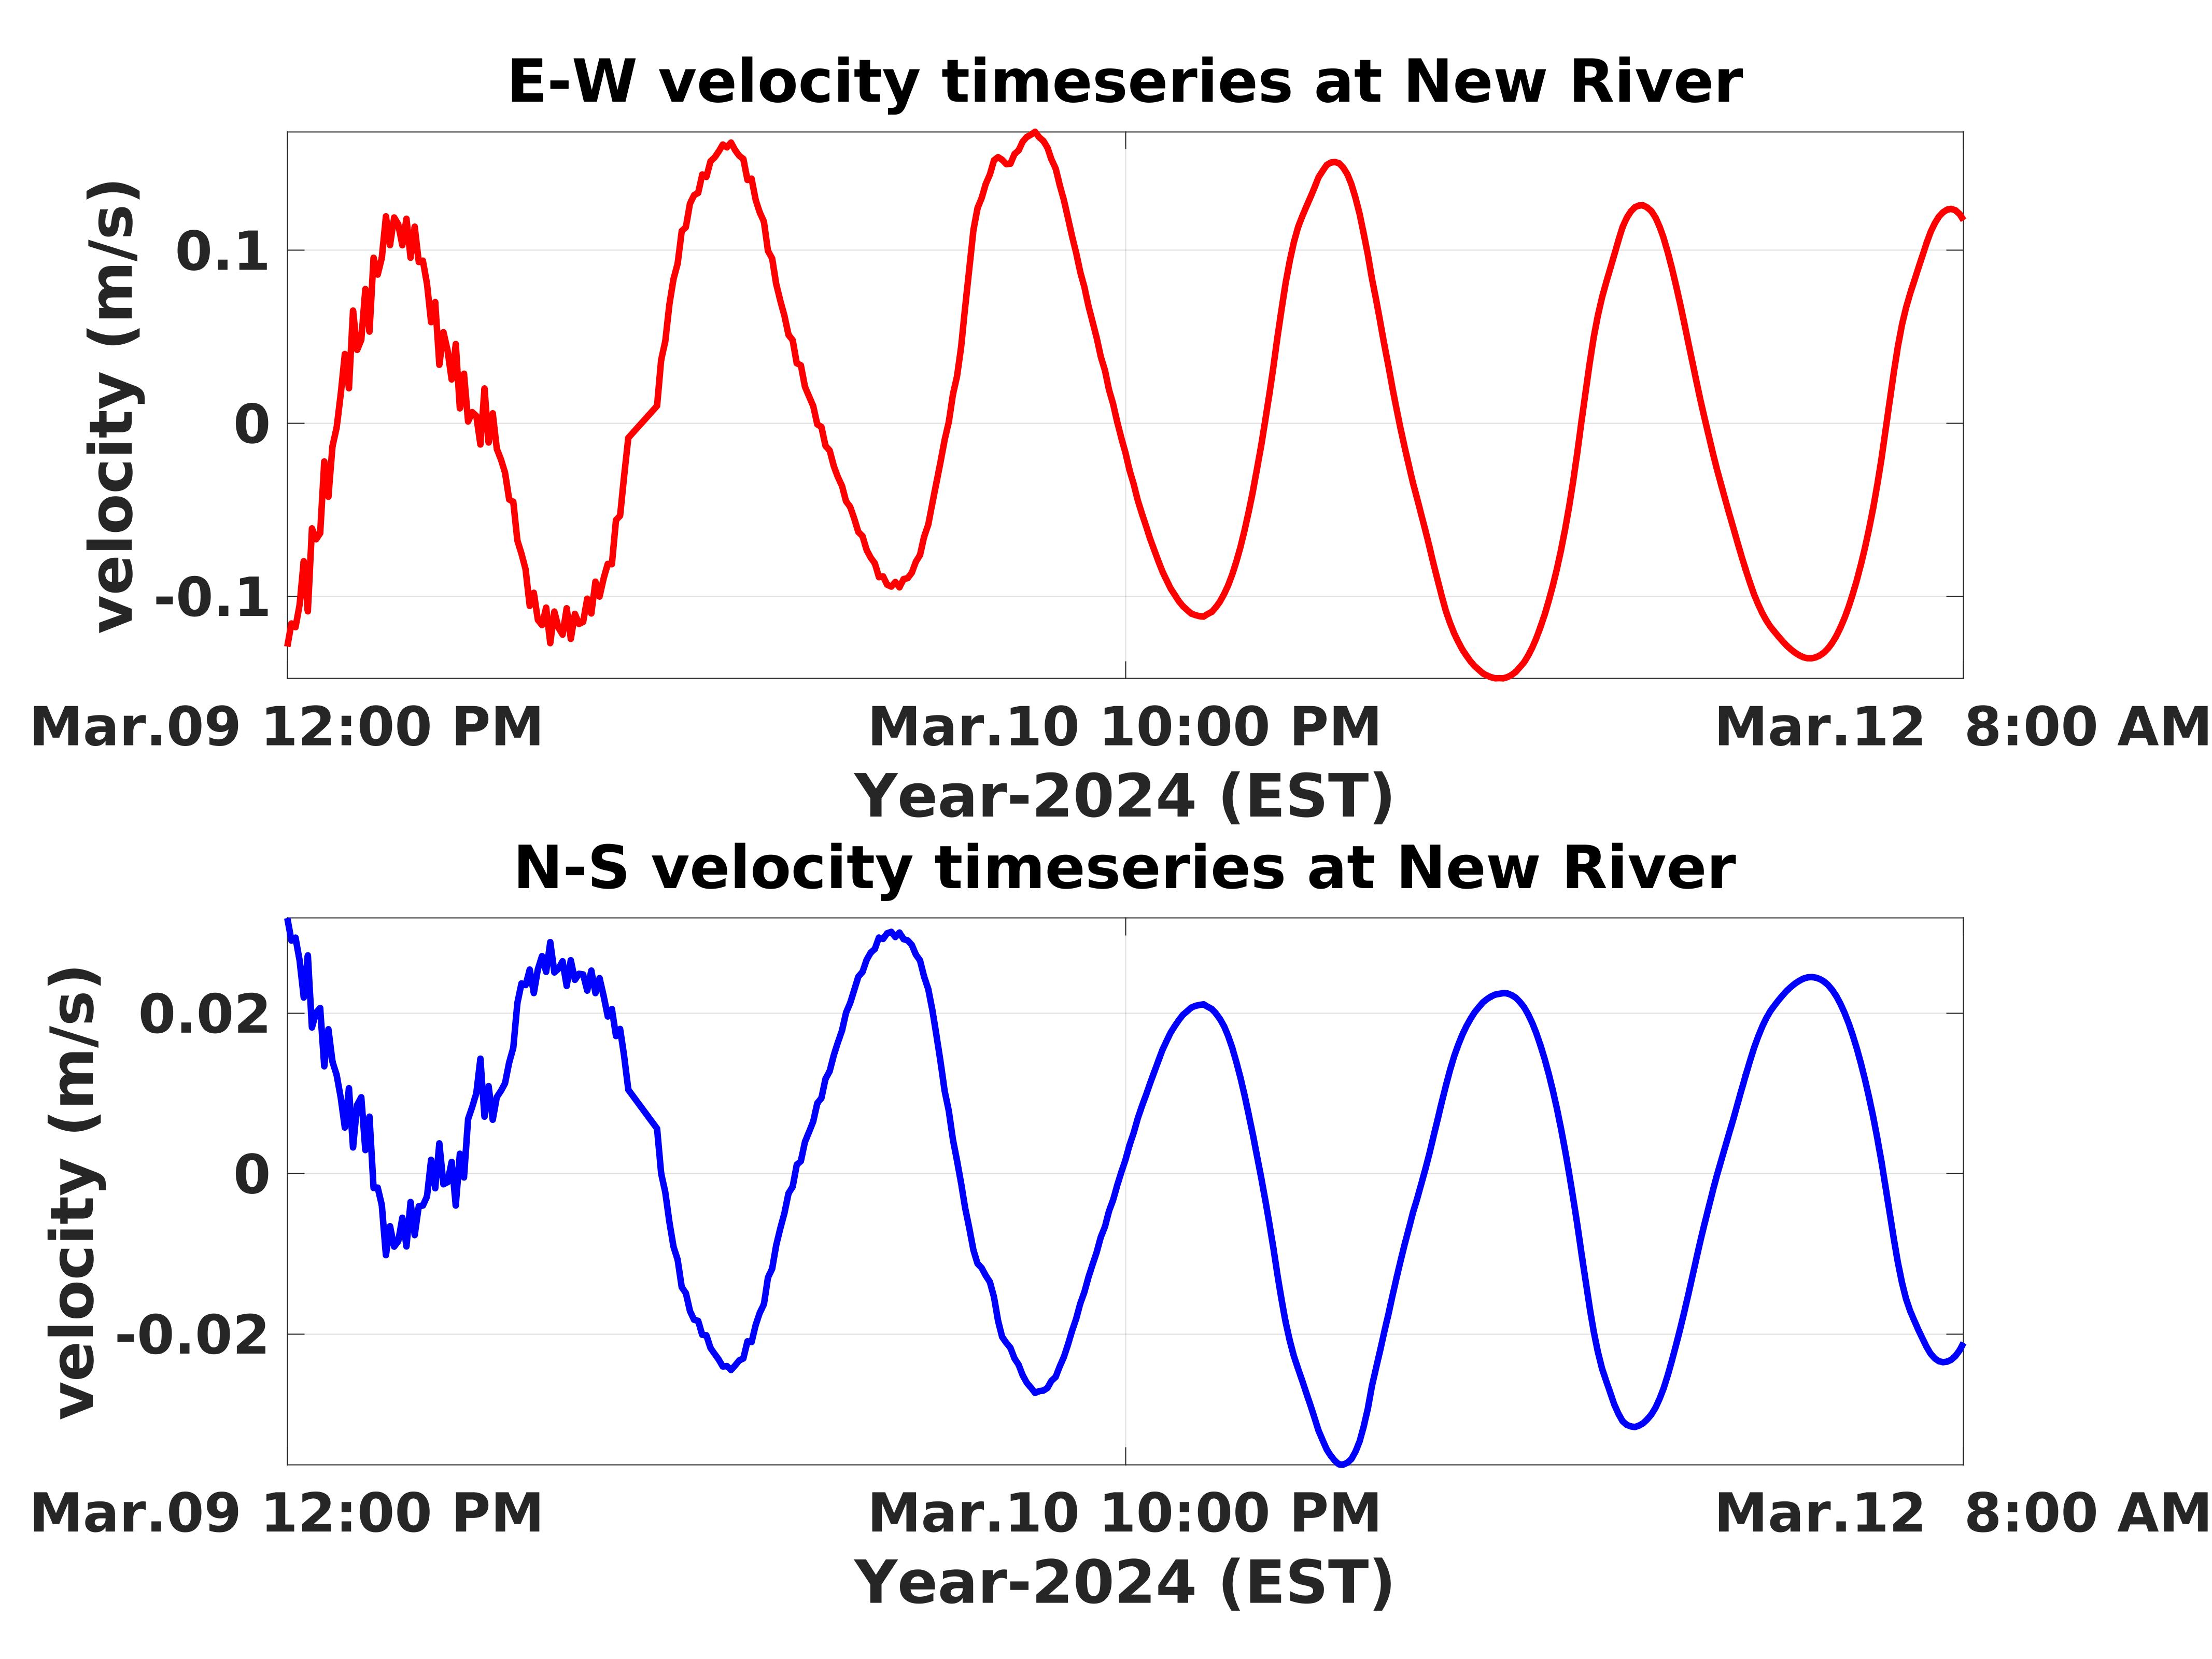 E-W velocity timeseries at New River
velocity (m/s)
0.1
0
-0.1
Mar.09 12:00 PM Mar.10 10:00 PM Mar.12  8:00 AM
Year-2024 (EST)
N-S velocity timeseries at New River
velocity (m/s)
0.02
0
-0.02
Mar.09 12:00 PM Mar.10 10:00 PM Mar.12  8:00 AM
Year-2024 (EST)